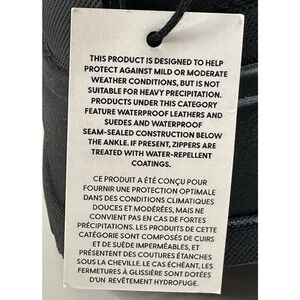 THIS PRODUCT IS DESIGNED TO HELP
PROTECT AGAINST MILD OR MODERATE
WEATHER CONDITIONS, BUT IS NOT
SUITABLE FOR HEAVY PRECIPITATION.
PRODUCTS UNDER THIS CATEGORY
FEATURE WATERPROOF LEATHERS AND
SUEDES AND WATERPROOF
SEAM-SEALED CONSTRUCTION BELOW
THE ANKLE. IF PRESENT, ZIPPERS ARE
TREATED WITH WATER-REPELLENT
COATINGS.
CE PRODUIT A ÉTÉ CONÇU POUR
FOURNIR UNE PROTECTION OPTIMALE
DANS DES CONDITIONS CLIMATIQUES
DOUCES ET MODÉRÉES, MAIS NE
CONVIENT PAS EN CAS DE FORTES
PRÉCIPITATIONS. LES PRODUITS DE CETTE
CATÉGORIE SONT COMPOSÉS DE CUIRS
ET DE SUÈDE IMPERMÉABLES, ET
PRÉSENTENT DES COUTURES ÉTANCHES
SOUS LA CHEVILLE. LE CAS ÉCHÉANT, LES
FERMETURES À GLISSIÈRE SONT DOTÉES
D'UN REVÊTEMENT HYDROFUGE.